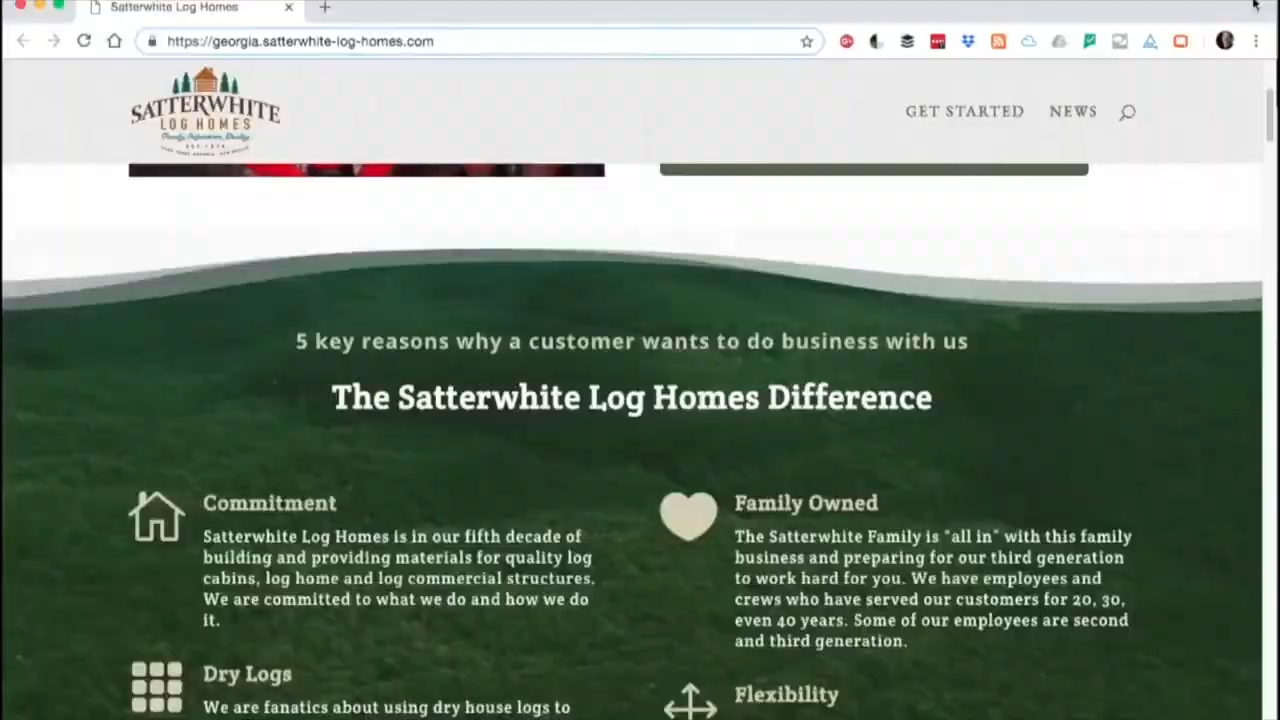 Satterwhite Log Homes
https://georgia.satterwhite-log-homes.com
SATTERWHITE
LOG HOMES
GET STARTED
NEWS
5 key reasons why a customer wants to do business with us
The Satterwhite Log Homes Difference
Commitment
Satterwhite Log Homes is in our fifth decade of
building and providing materials for quality log
cabins, log home and log commercial structures.
We are committed to what we do and how we do
it.
Family Owned
The Satterwhite Family is "all in" with this family
business and preparing for our third generation
to work hard for you. We have employees and
crews who have served our customers for 20, 30,
even 40 years. Some of our employees are second
and third generation.
Dry Logs
We are fanatics about using dry house logs to
Flexibility